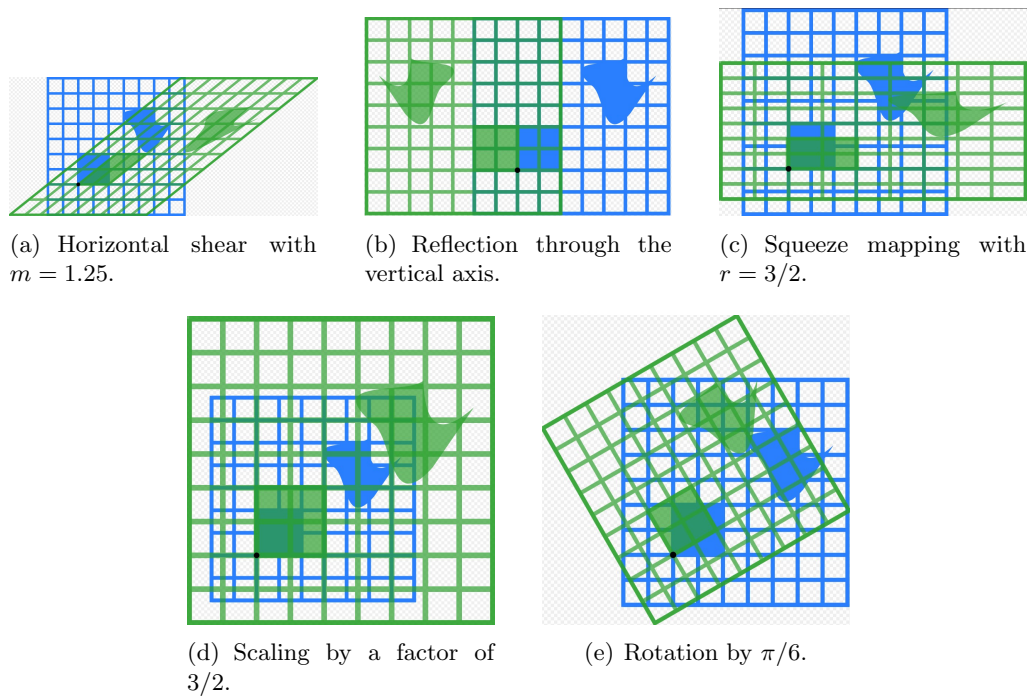 (a) Horizontal shear with
m = 1.25.
(b) Reflection through the
vertical axis.
(c) Squeeze mapping with
r = 3/2.
(d) Scaling by a factor of
3/2.
(e) Rotation by π/6.